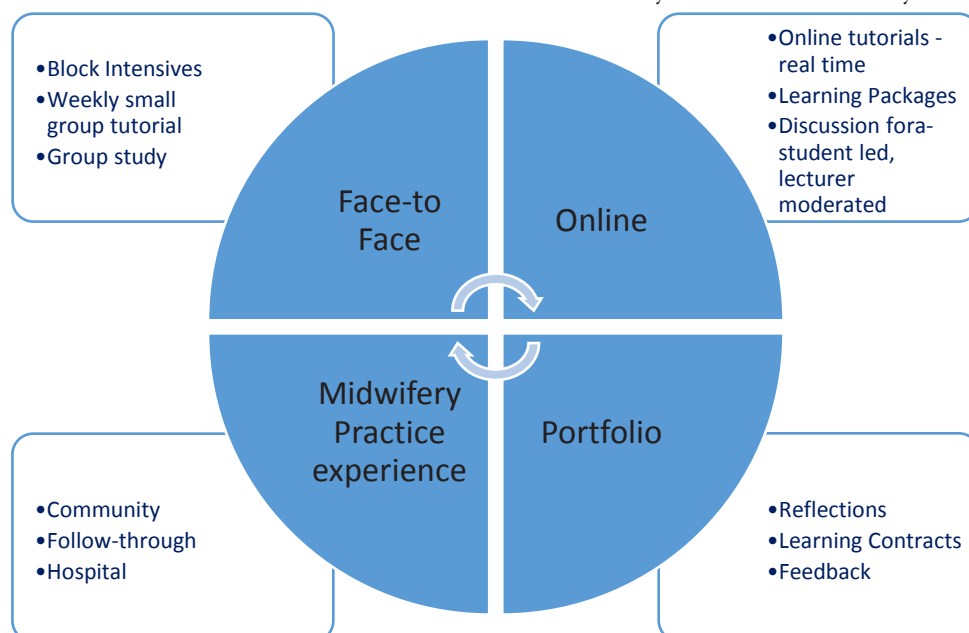 •Block Intensives
•Weekly small
group tutorial
•Group study
•Online tutorials -
real time
•Learning Packages
•Discussion fora-
student led,
lecturer
moderated
Face-to
Face
Online
Midwifery
Practice
experience
Portfolio
•Community
•Follow-through
•Hospital
•Reflections
•Learning Contracts
•Feedback